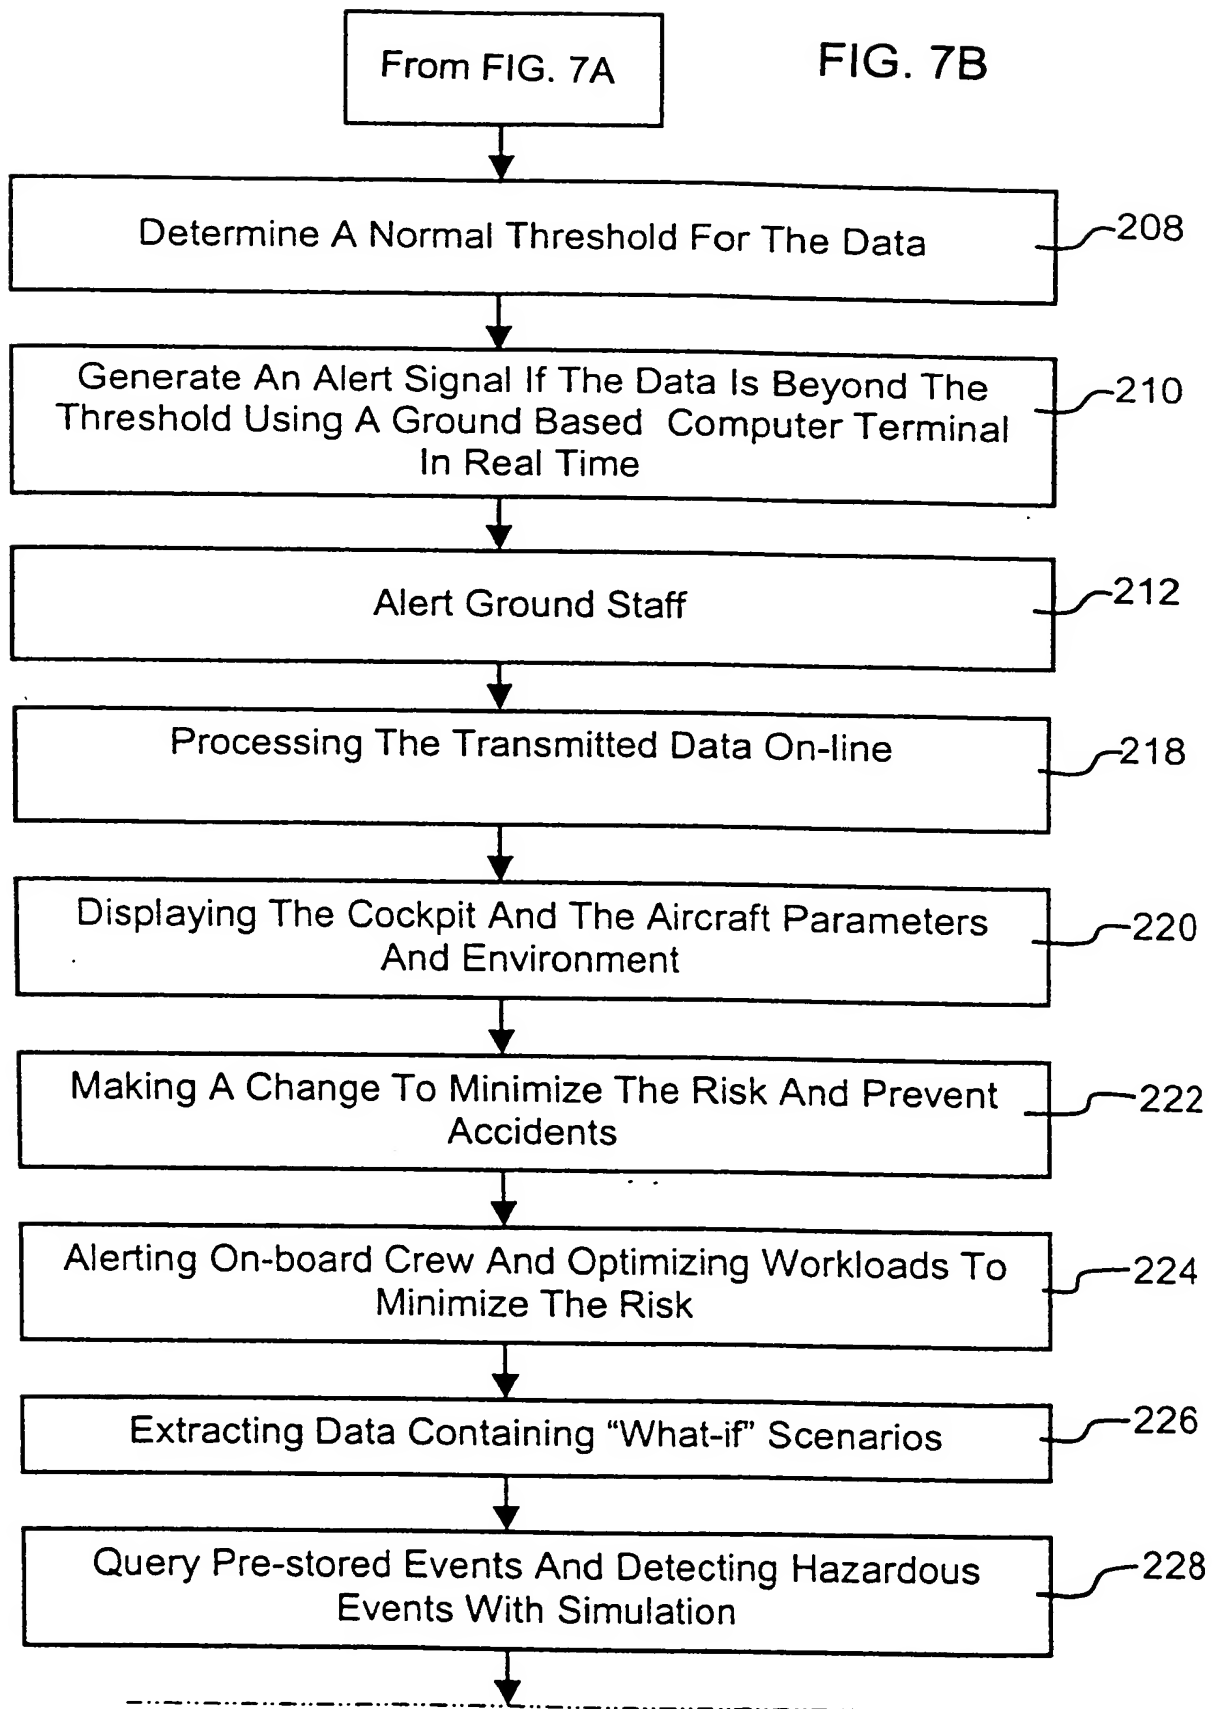 From FIG. 7A
FIG. 7B
Determine A Normal Threshold For The Data
208
Generate An Alert Signal If The Data Is Beyond The
Threshold Using A Ground Based Computer Terminal
In Real Time
210
Alert Ground Staff
212
Processing The Transmitted Data On-line
218
Displaying The Cockpit And The Aircraft Parameters
And Environment
220
Making A Change To Minimize The Risk And Prevent
Accidents
222
Alerting On-board Crew And Optimizing Workloads To
Minimize The Risk
224
Extracting Data Containing “What-if” Scenarios
226
Query Pre-stored Events And Detecting Hazardous
Events With Simulation
228